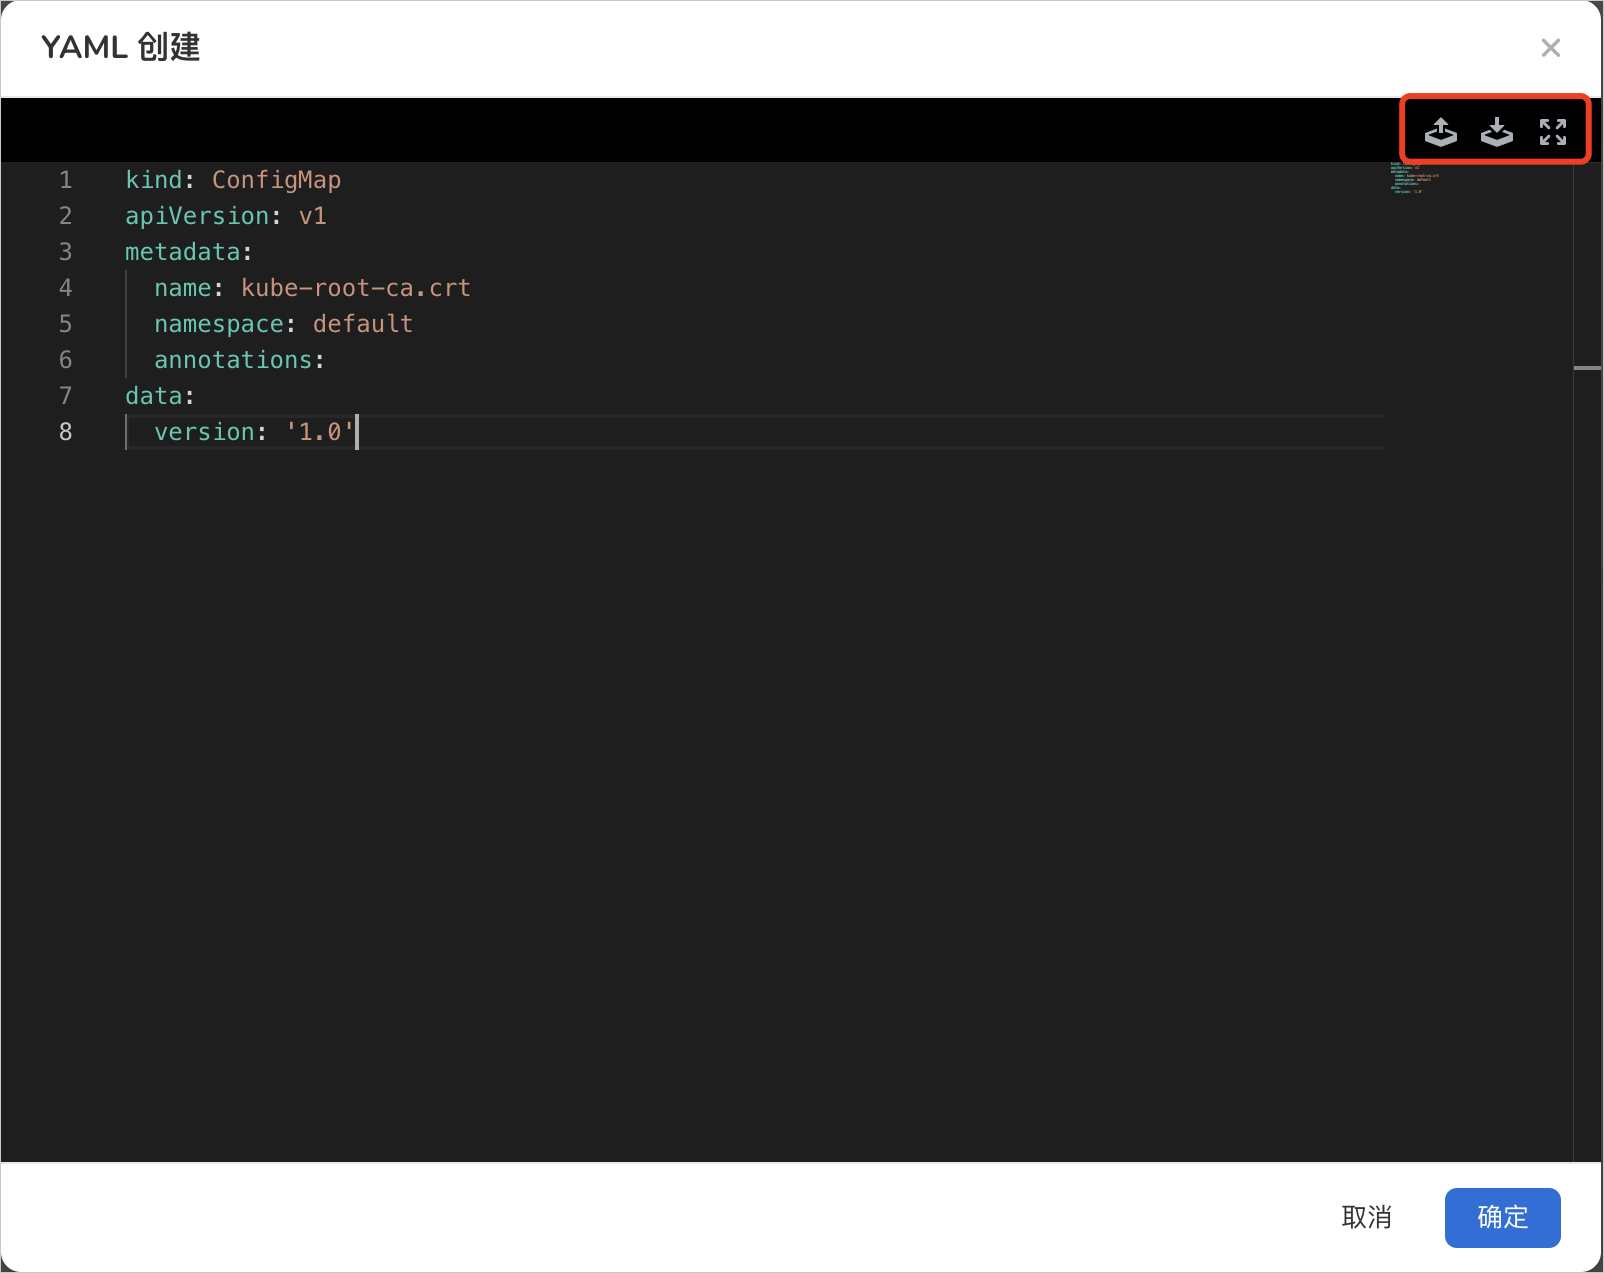 YAML 创建
1 kind: ConfigMap
2 apiVersion: v1
3 metadata:
4   name: kube-root-ca.crt
5   namespace: default
6   annotations:
7 data:
8   version: '1.0'
取消 确定